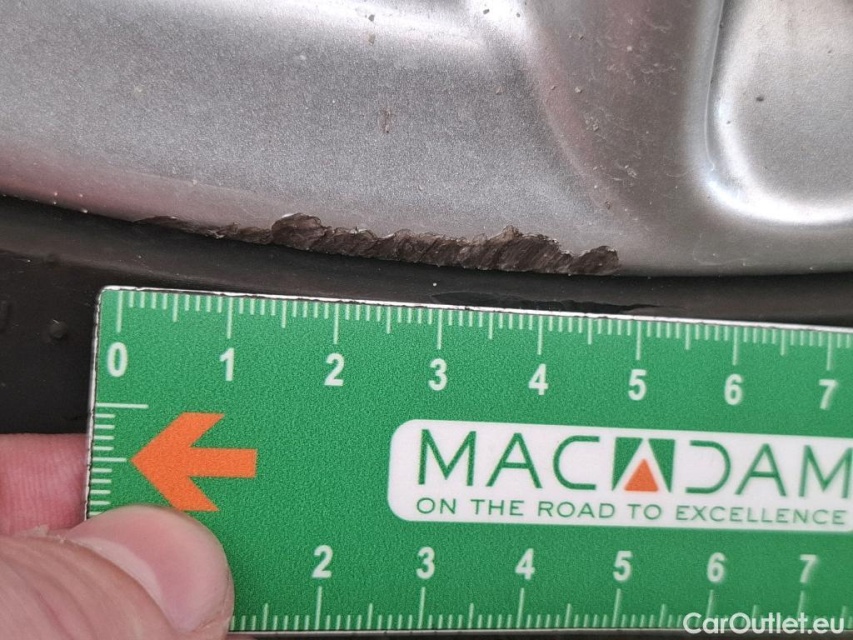 0 1 2 3 4 5 6 7
MACADAM
ON THE ROAD TO EXCELLENCE
2 3 4 5 6 7
CarOutlet.eu